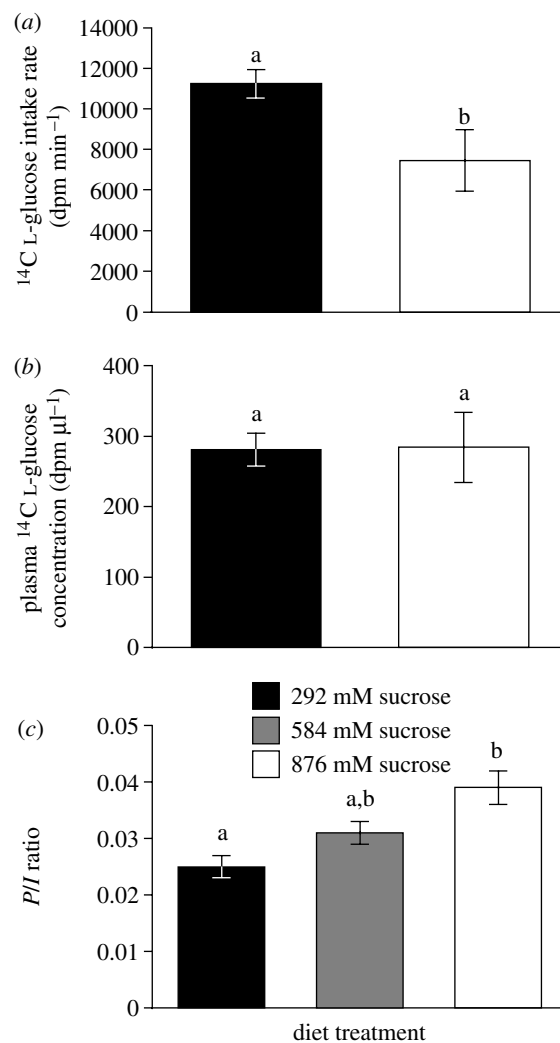 (a)
14000
12000
10000
8000
6000
4000
2000
0
¹⁴C L-glucose intake rate
(dpm min⁻¹)
a
b
(b)
400
300
200
100
0
plasma ¹⁴C L-glucose
concentration (dpm μl⁻¹)
a
a
292 mM sucrose
584 mM sucrose
876 mM sucrose
(c)
0.05
0.04
0.03
0.02
0.01
0
P/I ratio
a
a,b
b
diet treatment